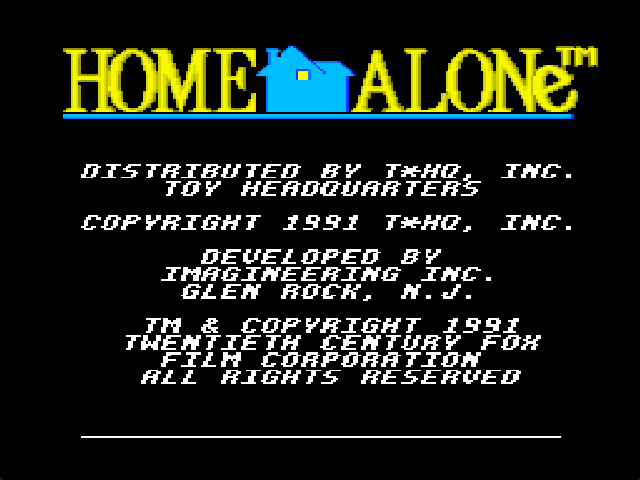 HOME ALONe™
DISTRIBUTED BY T*HQ, INC.
TOY HEADQUARTERS
COPYRIGHT 1991 T*HQ, INC.
DEVELOPED BY
IMAGINEERING INC.
GLEN ROCK, N.J.
TM & COPYRIGHT 1991
TWENTIETH CENTURY FOX
FILM CORPORATION
ALL RIGHTS RESERVED